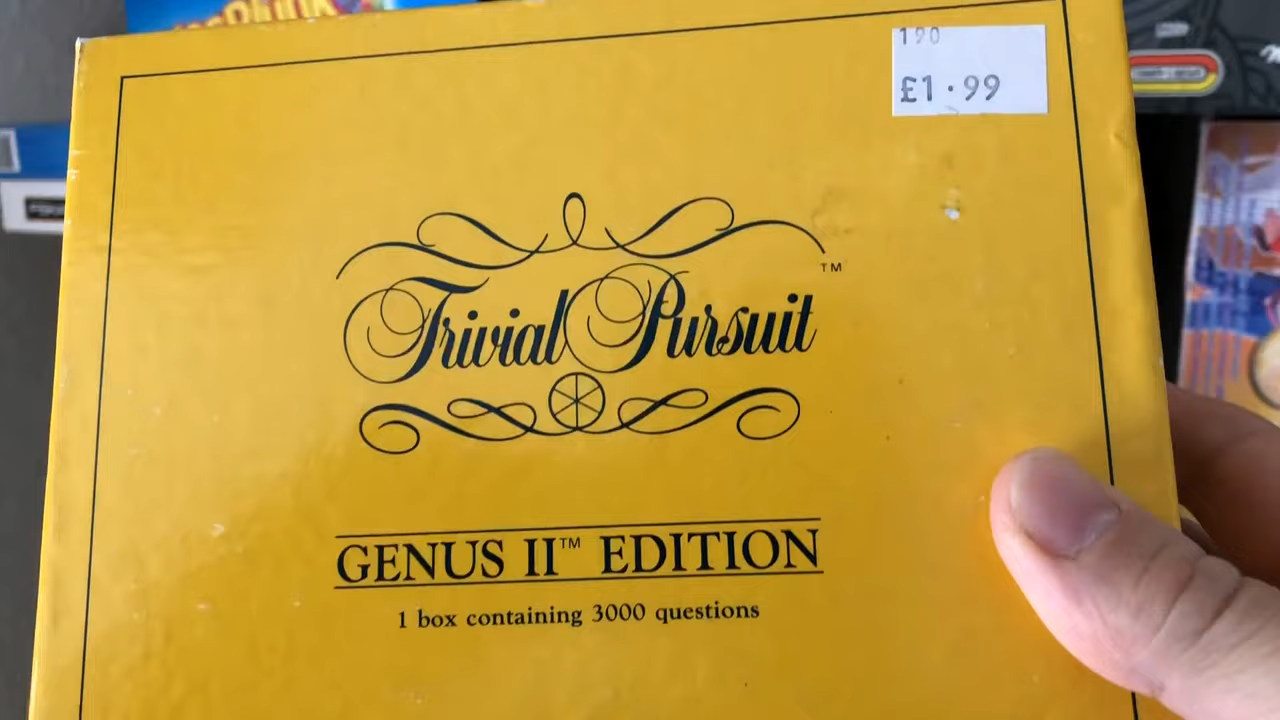 190
£1.99
Trivial Pursuit
TM
GENUS II™ EDITION
1 box containing 3000 questions